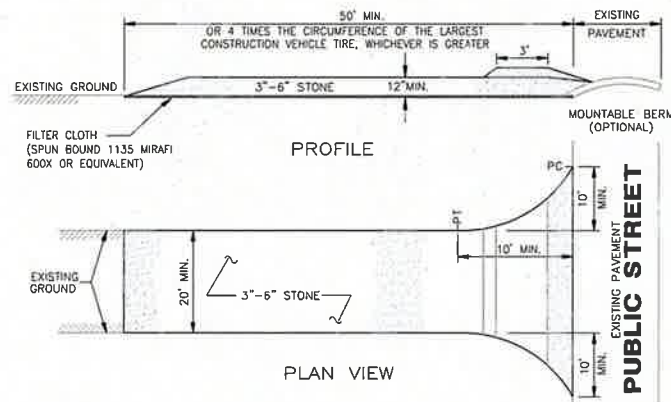 50' MIN.
OR 4 TIMES THE CIRCUMFERENCE OF THE LARGEST
CONSTRUCTION VEHICLE TIRE, WHICHEVER IS GREATER
EXISTING
PAVEMENT
3'
EXISTING GROUND
3"-6" STONE
12"MIN.
FILTER CLOTH
(SPUN BOUND 1135 MIRAFI
600X OR EQUIVALENT)
MOUNTABLE BERM
(OPTIONAL)
PROFILE
PC
PT
10' MIN.
10' MIN.
EXISTING
GROUND
20' MIN.
3"-6" STONE
EXISTING PAVEMENT
PUBLIC STREET
10' MIN.
PLAN VIEW